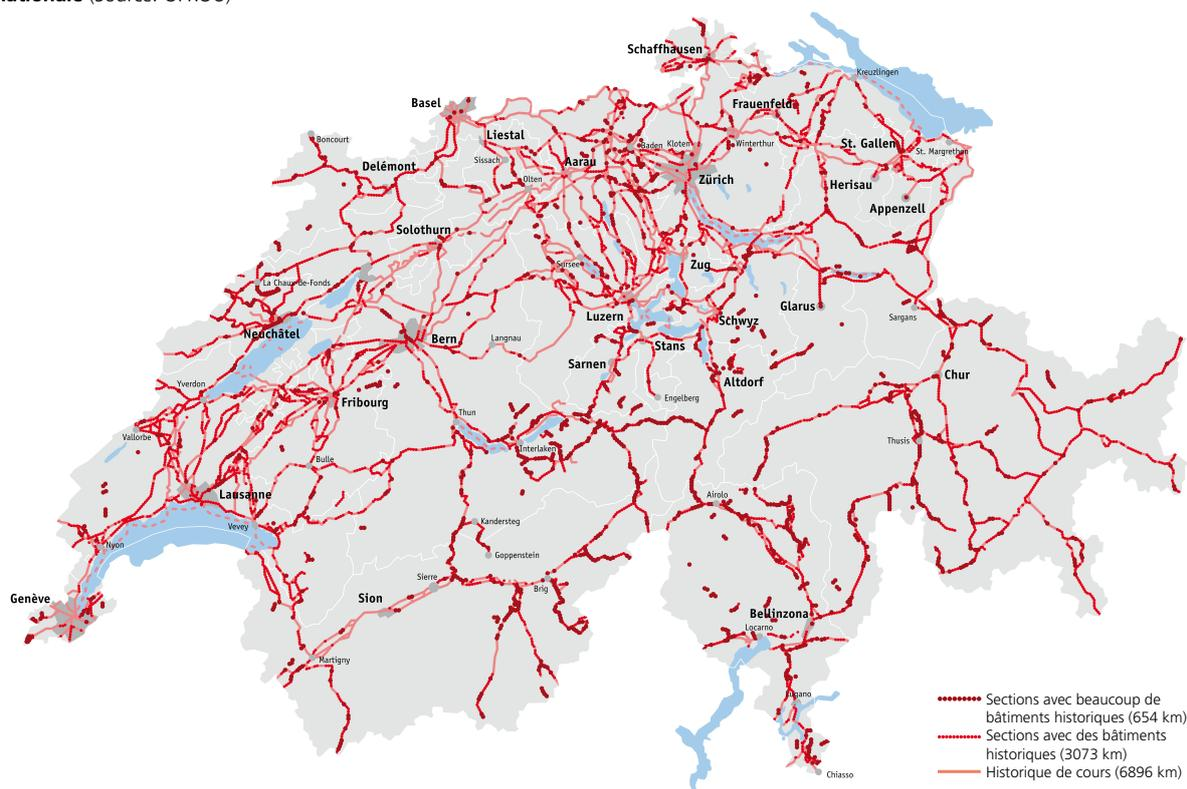 Schaffhausen
Kreuzlingen
Basel
Frauenfeld
Boncourt
Liestal
Baden
Kloten
Winterthur
St. Gallen
St. Margrethen
Sissach
Aarau
Delémont
Olten
Zürich
Herisau
Appenzell
Solothurn
Sursee
Zug
La Chaux-de-Fonds
Luzern
Glarus
Schwyz
Sargans
Neuchâtel
Bern
Langnau
Stans
Sarnen
Altdorf
Chur
Yverdon
Fribourg
Engelberg
Thun
Vallorbe
Thusis
Bulle
Interlaken
Lausanne
Airolo
Vevey
Kandersteg
Nyon
Goppenstein
Sierre
Brig
Genève
Sion
Bellinzona
Locarno
Martigny
Lugano
Sections avec beaucoup de
bâtiments historiques (654 km)
Sections avec des bâtiments
historiques (3073 km)
Historique de cours (6896 km)
Chiasso